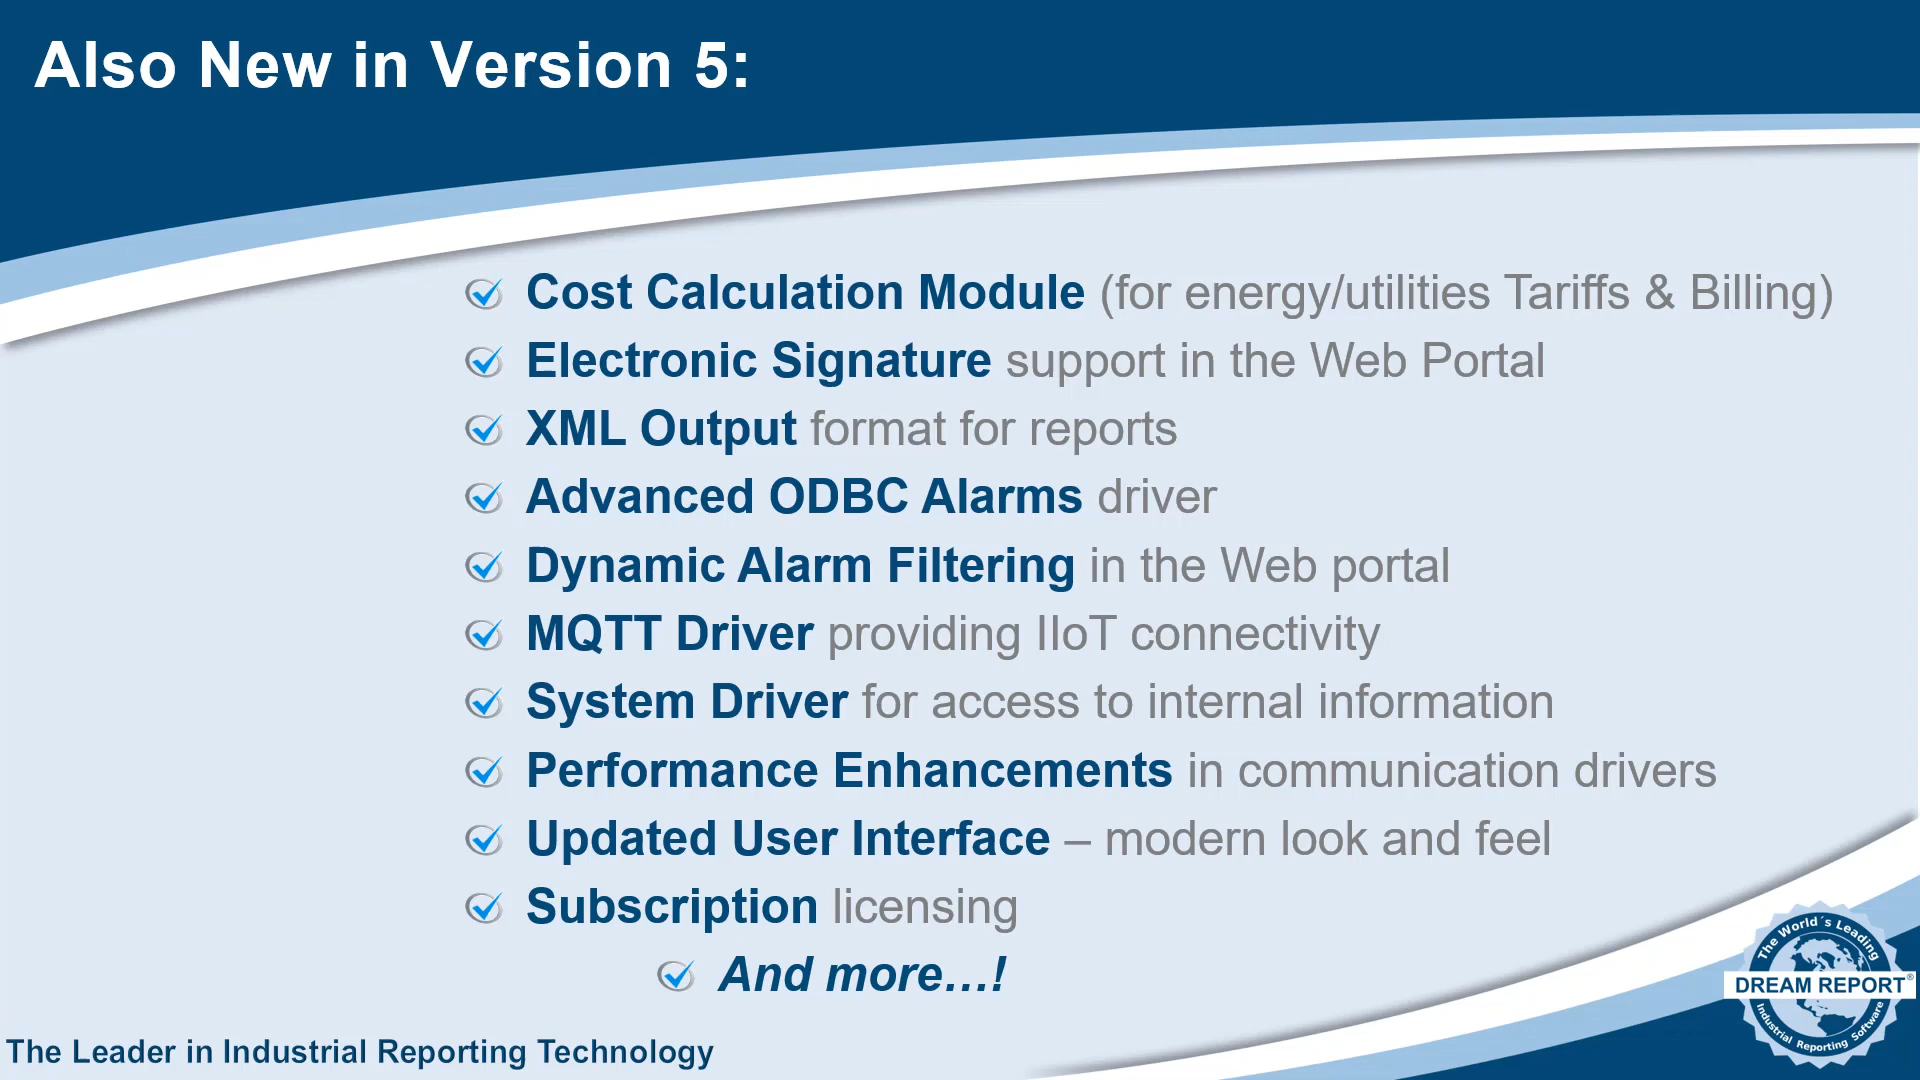 Also New in Version 5:
Cost Calculation Module (for energy/utilities Tariffs & Billing)
Electronic Signature support in the Web Portal
XML Output format for reports
Advanced ODBC Alarms driver
Dynamic Alarm Filtering in the Web portal
MQTT Driver providing IIoT connectivity
System Driver for access to internal information
Performance Enhancements in communication drivers
Updated User Interface – modern look and feel
Subscription licensing
And more...!
The World´s Leading
DREAM REPORT®
Industrial Reporting Software
The Leader in Industrial Reporting Technology